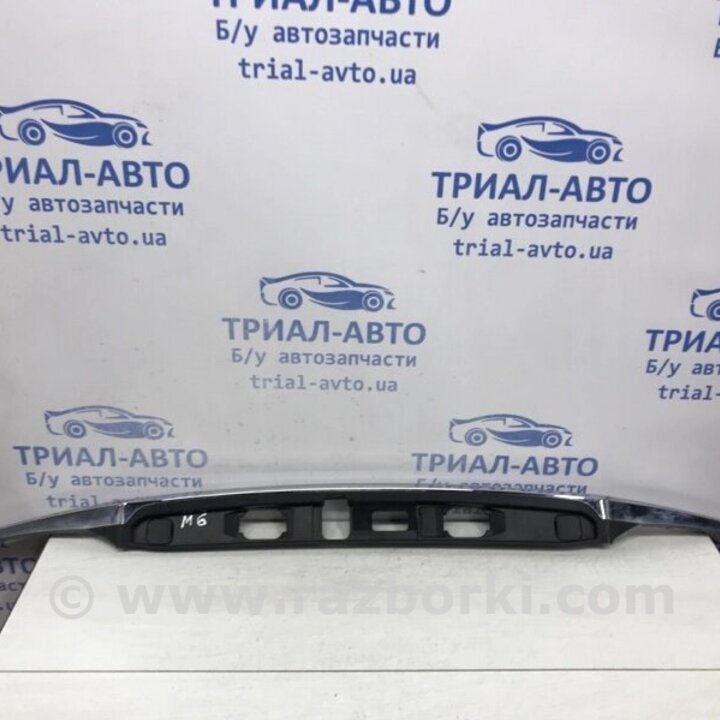 ТРИАЛ-АВТО
Б/у автозапчасти
trial-avto.ua
ТРИАЛ-АВТО
Б/у автозапчасти
trial-avto.ua
ТРИАЛ-АВТО
у автозапчасти
trial-avto.ua
ТРИАЛ-АВТО
Б/у автозапчасти
trial-avto.ua
ТРИАЛ
Б/у авто
trial-
ТРИАЛ-АВТО
Б/у автозапчасти
trial-avto.ua
ТРИАЛ-АВТО
Б/у автозапчасти
М6
© www.razborki.com